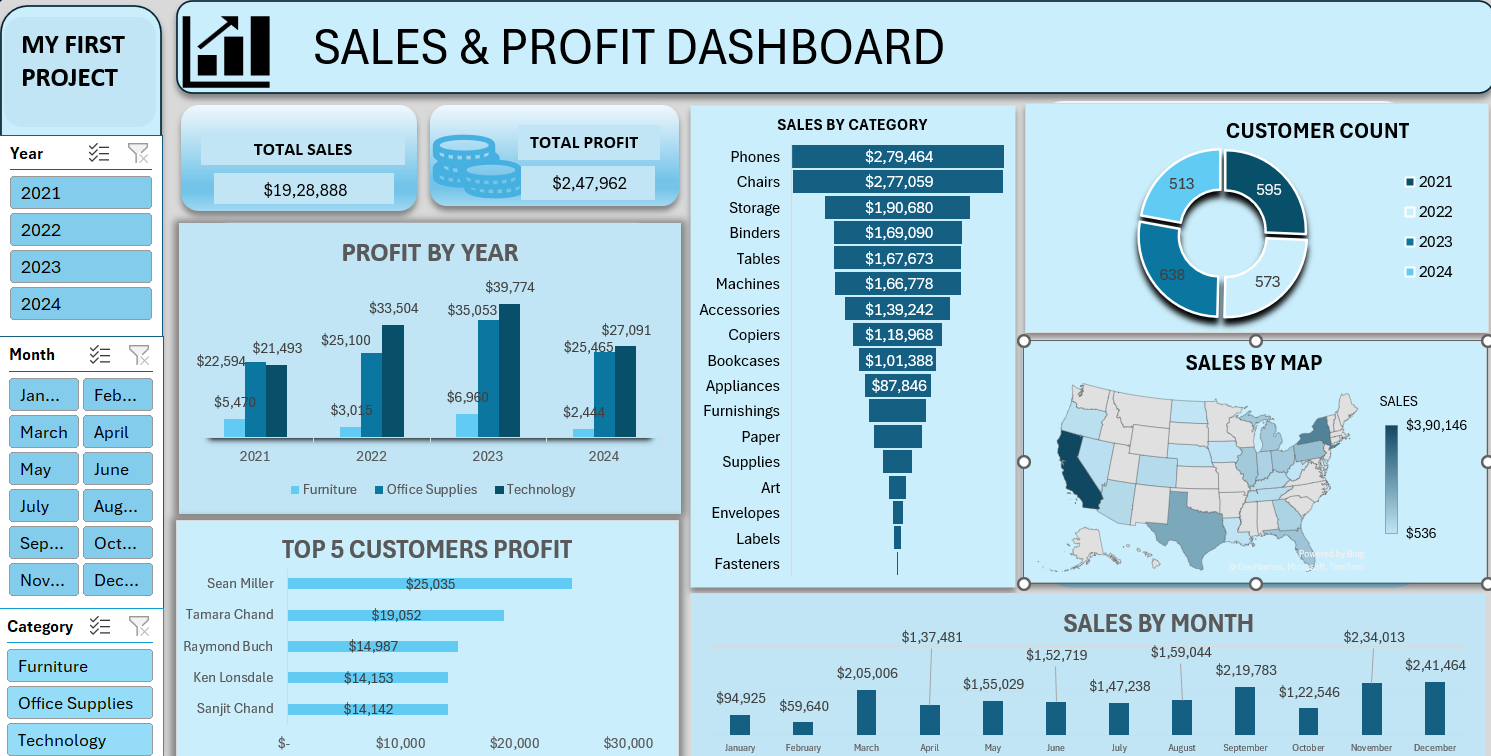 MY FIRST
PROJECT
SALES & PROFIT DASHBOARD
Year
2021
2022
2023
2024
Month
Jan...
Feb...
March
April
May
June
July
Aug...
Sep...
Oct...
Nov...
Dec...
Category
Furniture
Office Supplies
Technology
TOTAL SALES
$19,28,888
TOTAL PROFIT
$2,47,962
PROFIT BY YEAR
$5,470
$22,594
$21,493
$3,015
$25,100
$33,504
$6,960
$35,053
$39,774
$2,444
$25,465
$27,091
2021
2022
2023
2024
Furniture
Office Supplies
Technology
TOP 5 CUSTOMERS PROFIT
Sean Miller
$25,035
Tamara Chand
$19,052
Raymond Buch
$14,987
Ken Lonsdale
$14,153
Sanjit Chand
$14,142
$-
$10,000
$20,000
$30,000
SALES BY CATEGORY
Phones
$2,79,464
Chairs
$2,77,059
Storage
$1,90,680
Binders
$1,69,090
Tables
$1,67,673
Machines
$1,66,778
Accessories
$1,39,242
Copiers
$1,18,968
Bookcases
$1,01,388
Appliances
$87,846
Furnishings
Paper
Supplies
Art
Envelopes
Labels
Fasteners
CUSTOMER COUNT
513
595
638
573
2021
2022
2023
2024
SALES BY MAP
SALES
$3,90,146
$536
Powered by Bing
© GeoNames, Microsoft, TomTom
SALES BY MONTH
$94,925
$59,640
$2,05,006
$1,37,481
$1,55,029
$1,52,719
$1,47,238
$1,59,044
$2,19,783
$1,22,546
$2,34,013
$2,41,464
January
February
March
April
May
June
July
August
September
October
November
December